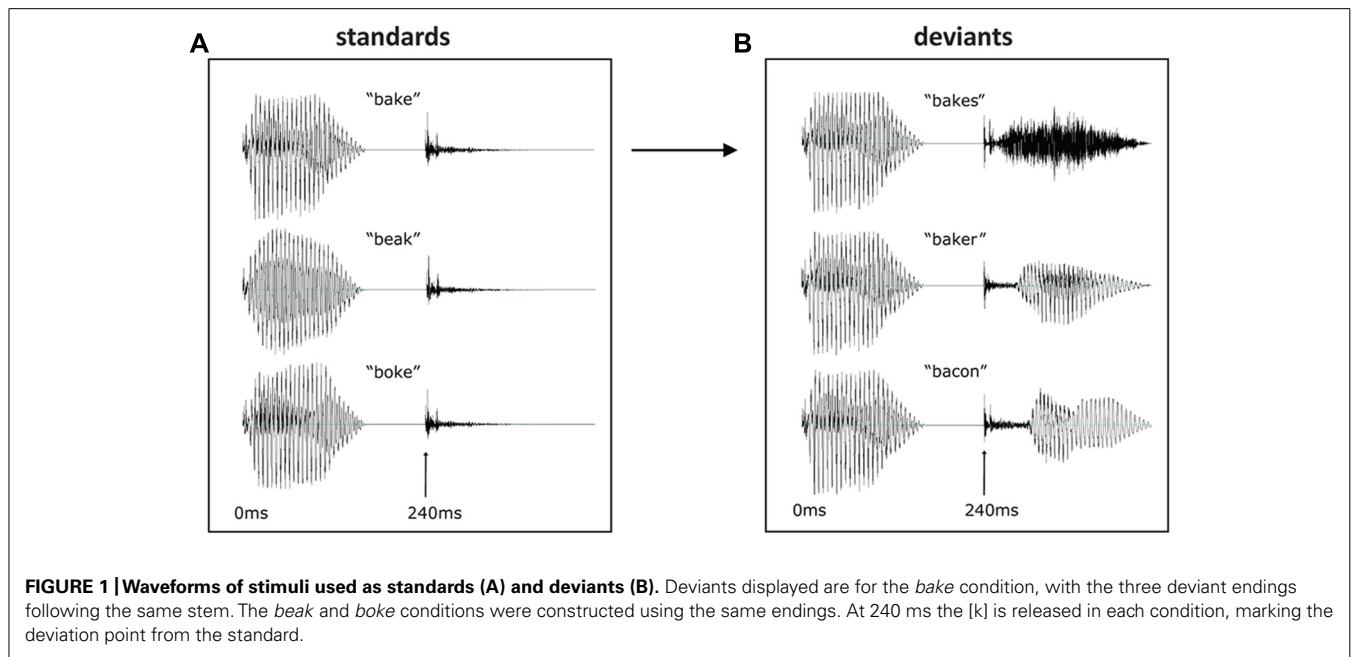 A standards
"bake"
"beak"
"boke"
0ms 240ms
B deviants
"bakes"
"baker"
"bacon"
0ms 240ms
FIGURE 1 | Waveforms of stimuli used as standards (A) and deviants (B). Deviants displayed are for the bake condition, with the three deviant endings
following the same stem. The beak and boke conditions were constructed using the same endings. At 240 ms the [k] is released in each condition, marking the
deviation point from the standard.